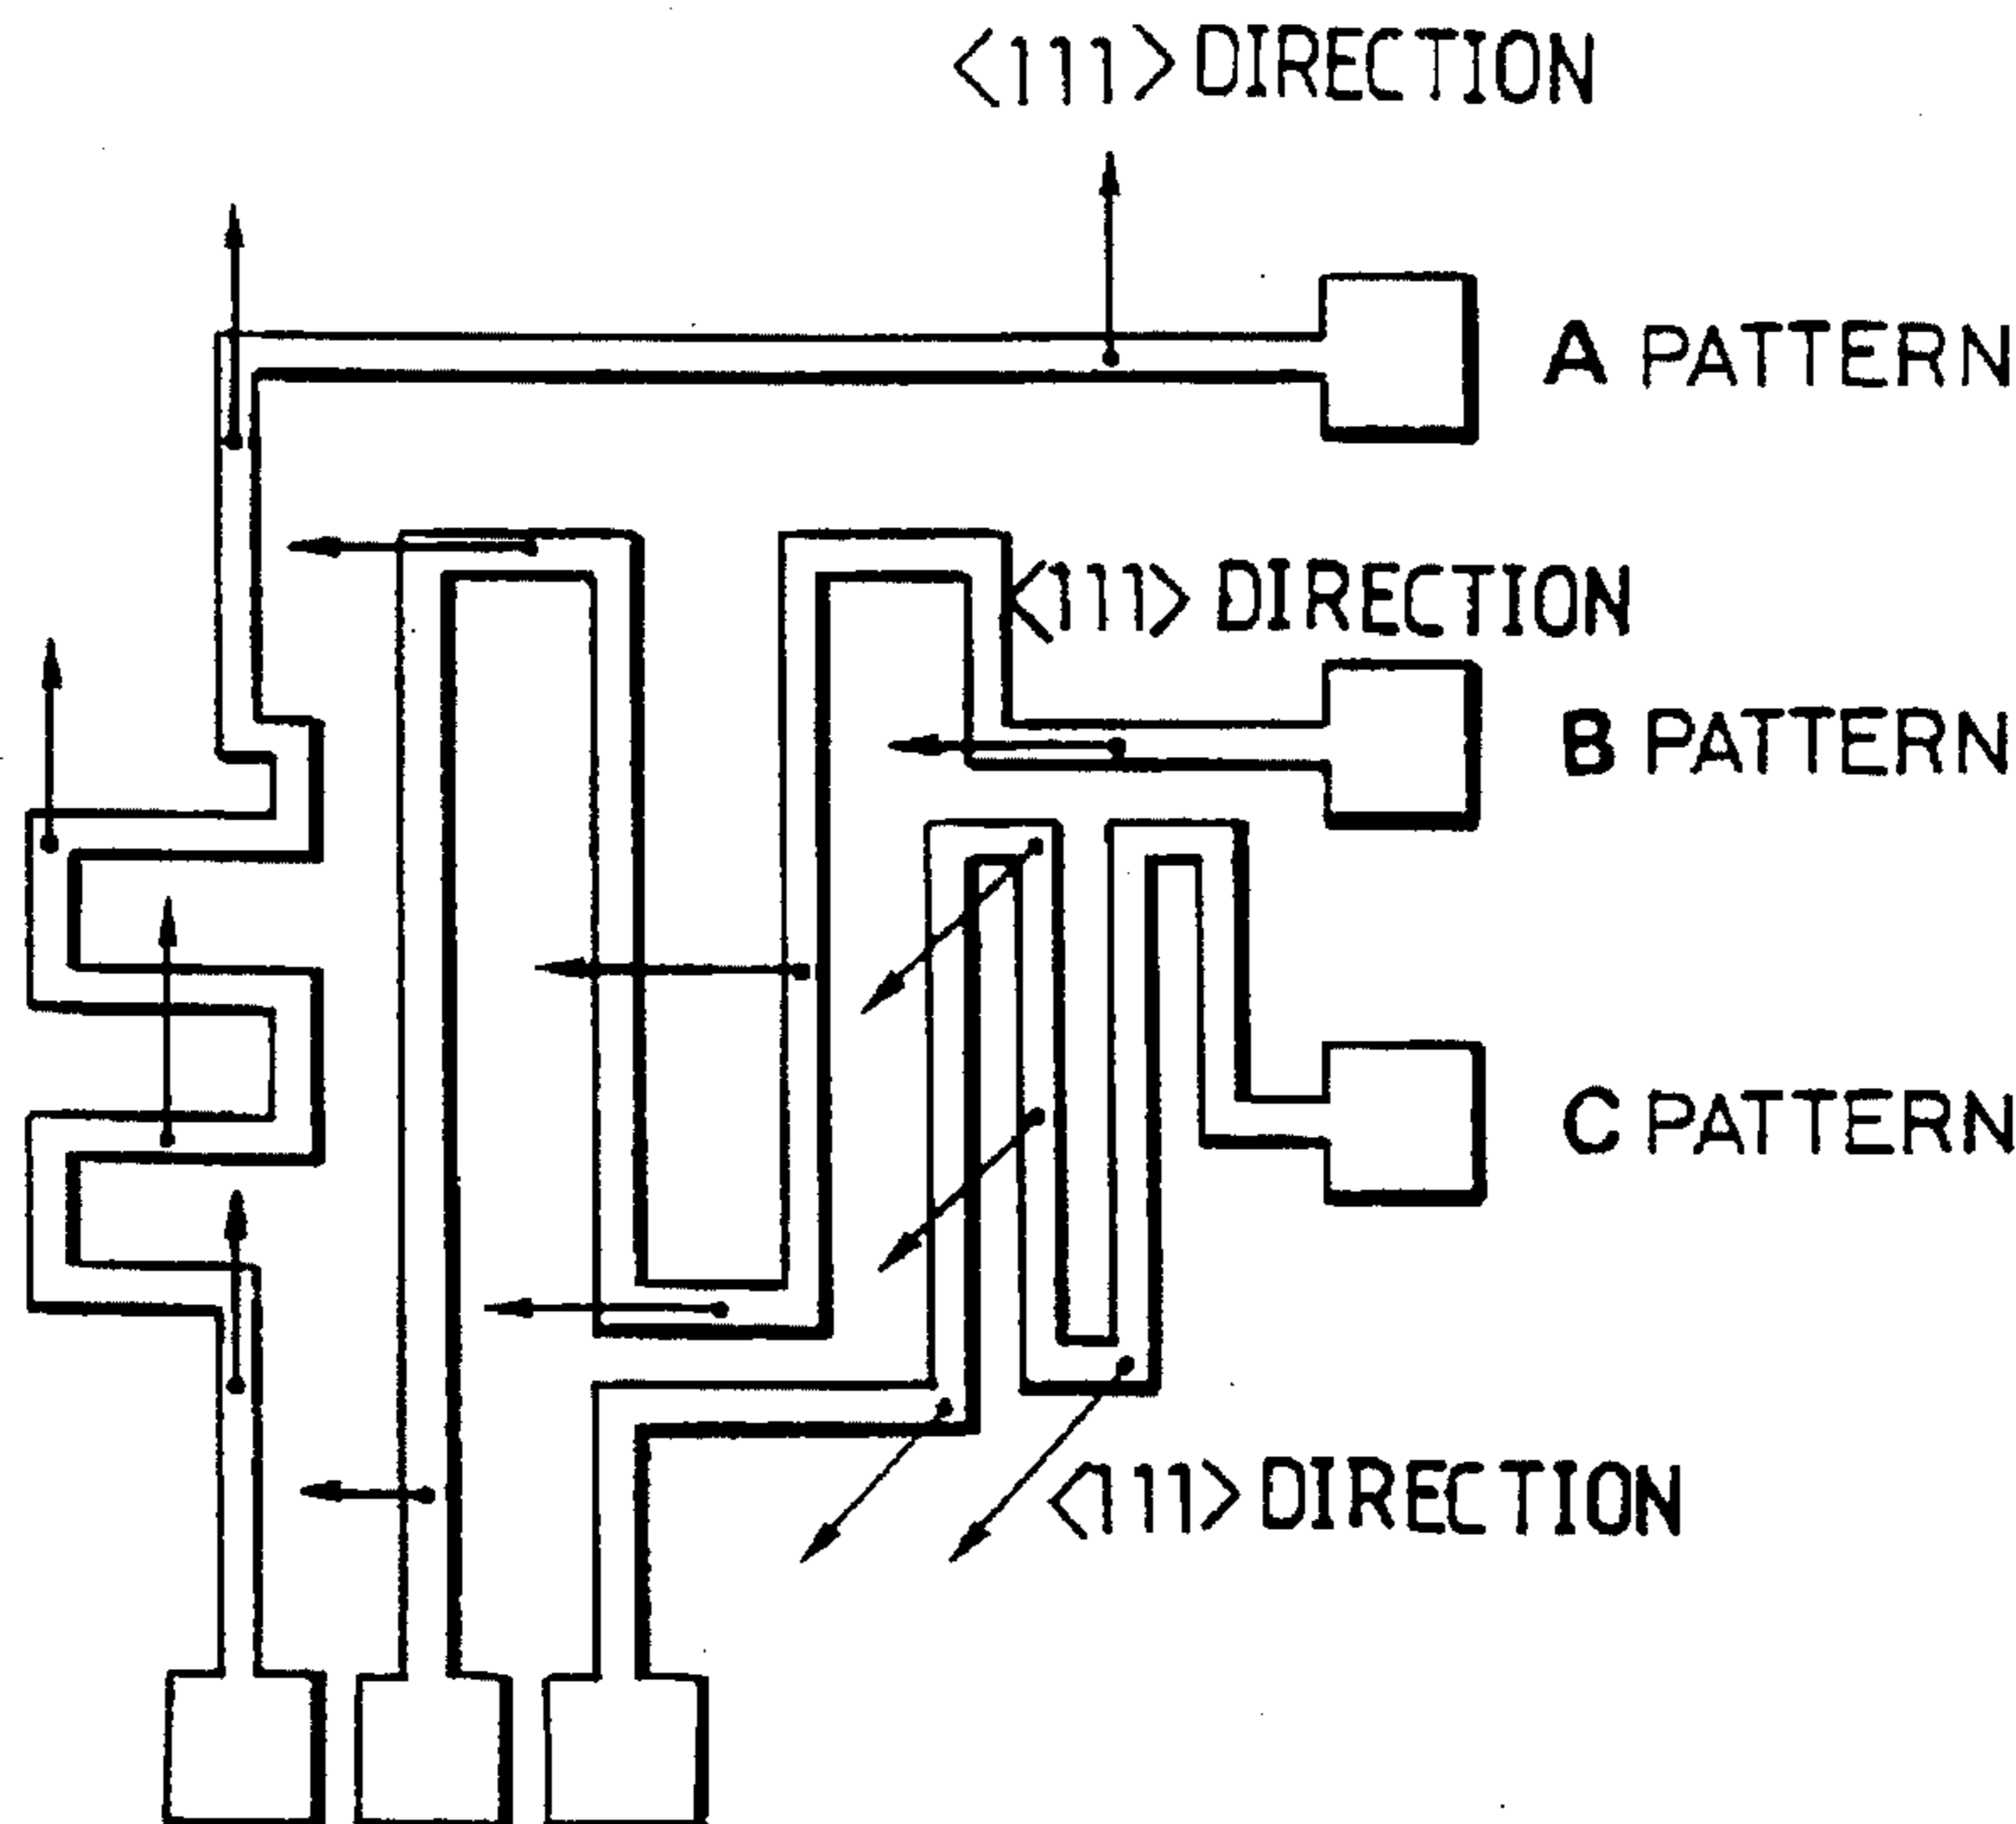 <111> DIRECTION
A PATTERN
<111> DIRECTION
B PATTERN
C PATTERN
<111> DIRECTION